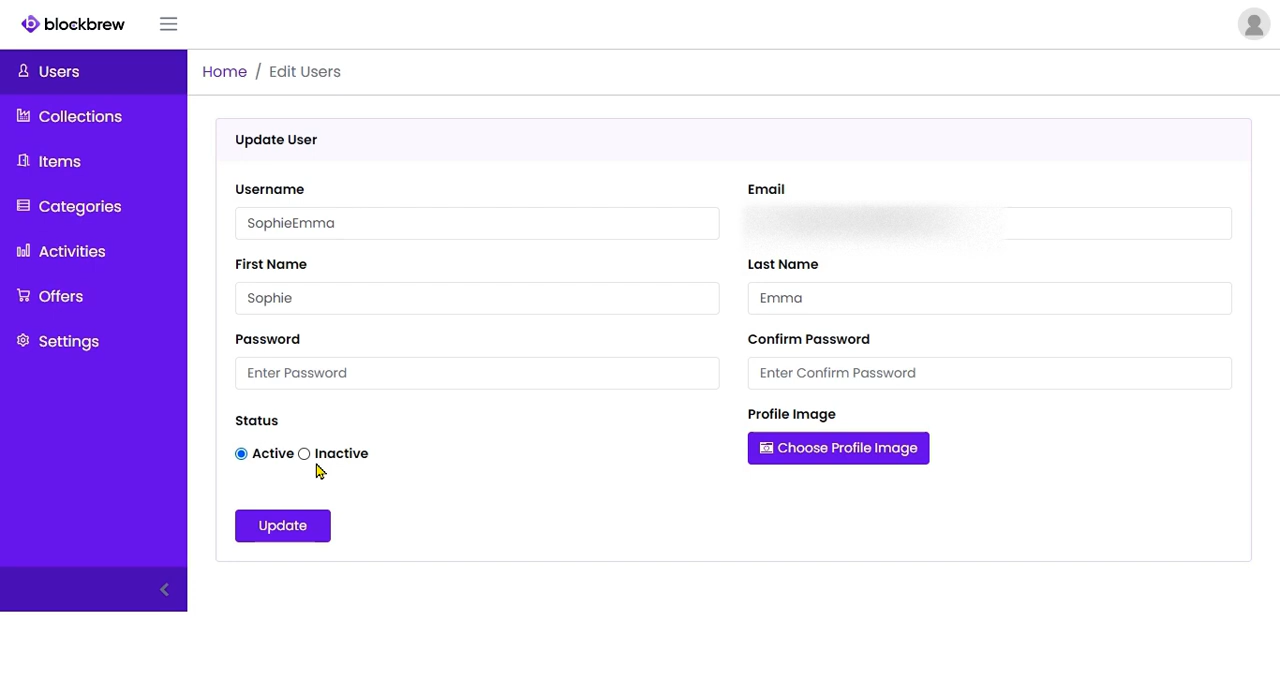 blockbrew
Users
Home / Edit Users
Collections
Items
Categories
Activities
Offers
Settings
Update User
Username
Email
SophieEmma
First Name
Last Name
Sophie
Emma
Password
Confirm Password
Enter Password
Enter Confirm Password
Status
Profile Image
Active Inactive
Choose Profile Image
Update